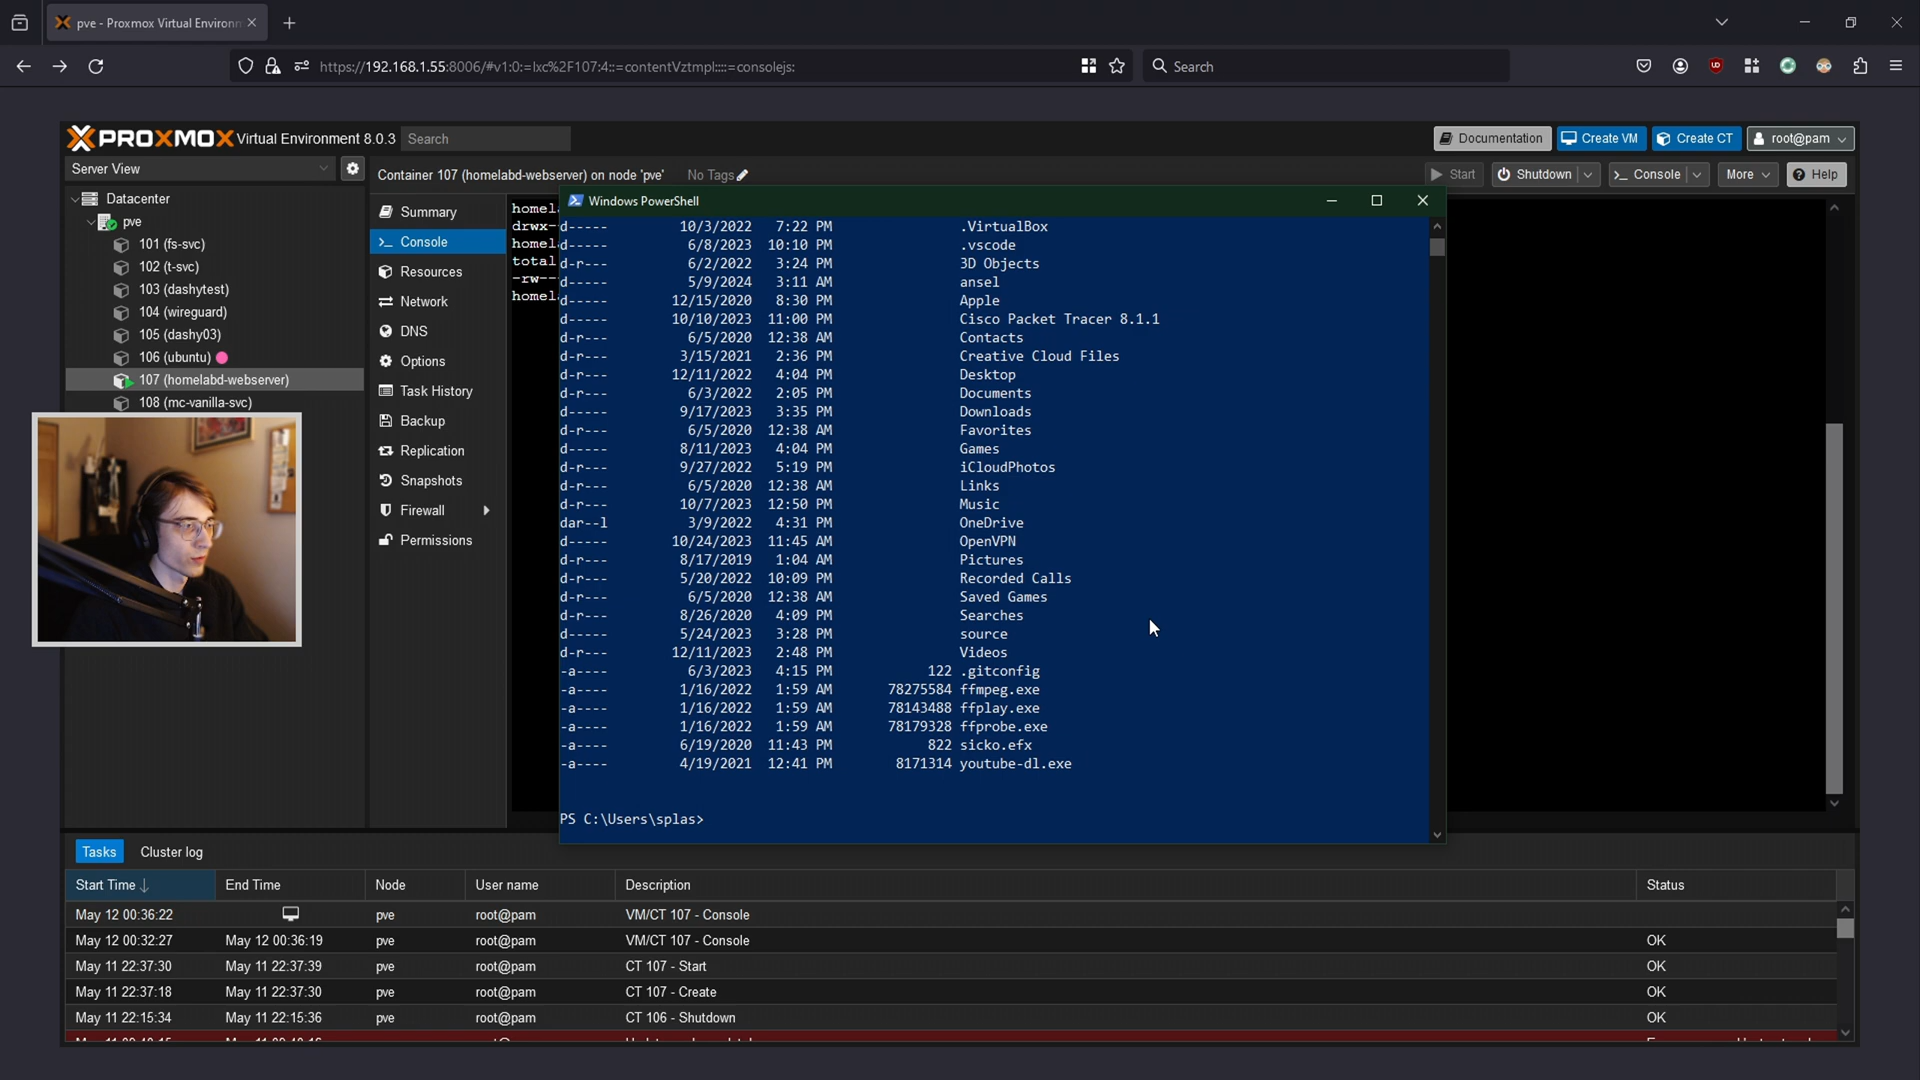 pve - Proxmox Virtual Environ
https://192.168.1.55:8006/#v1:0:=lxc%2F107:4::=contentVztmpl::::=consolejs:
Search
PROXMOX Virtual Environment 8.0.3
Search
Documentation
Create VM
Create CT
root@pam
Server View
Container 107 (homelabd-webserver) on node 'pve'
No Tags
Start
Shutdown
Console
More
Help
Datacenter
pve
101 (fs-svc)
102 (t-svc)
103 (dashytest)
104 (wireguard)
105 (dashy03)
106 (ubuntu)
107 (homelabd-webserver)
108 (mc-vanilla-svc)
Summary
Console
Resources
Network
DNS
Options
Task History
Backup
Replication
Snapshots
Firewall
Permissions
homela
drwx-
homela
total
-rw--
homela
Windows PowerShell
d----- 10/3/2022 7:22 PM .VirtualBox
d----- 6/8/2023 10:10 PM .vscode
d-r--- 6/2/2022 3:24 PM 3D Objects
d----- 5/9/2024 3:11 AM ansel
d----- 12/15/2020 8:30 PM Apple
d----- 10/10/2023 11:00 PM Cisco Packet Tracer 8.1.1
d-r--- 6/5/2020 12:38 AM Contacts
d-r--- 3/15/2021 2:36 PM Creative Cloud Files
d-r--- 12/11/2022 4:04 PM Desktop
d-r--- 6/3/2022 2:05 PM Documents
d-r--- 9/17/2023 3:35 PM Downloads
d-r--- 6/5/2020 12:38 AM Favorites
d----- 8/11/2023 4:04 PM Games
d-r--- 9/27/2022 5:19 PM iCloudPhotos
d-r--- 6/5/2020 12:38 AM Links
d-r--- 10/7/2023 12:50 PM Music
dar--l 3/9/2022 4:31 PM OneDrive
d----- 10/24/2023 11:45 AM OpenVPN
d-r--- 8/17/2019 1:04 AM Pictures
d-r--- 5/20/2022 10:09 PM Recorded Calls
d-r--- 6/5/2020 12:38 AM Saved Games
d-r--- 8/26/2020 4:09 PM Searches
d----- 5/24/2023 3:28 PM source
d-r--- 12/11/2023 2:48 PM Videos
-a---- 6/3/2023 4:15 PM 122 .gitconfig
-a---- 1/16/2022 1:59 AM 78275584 ffmpeg.exe
-a---- 1/16/2022 1:59 AM 78143488 ffplay.exe
-a---- 1/16/2022 1:59 AM 78179328 ffprobe.exe
-a---- 6/19/2020 11:43 PM 822 sicko.efx
-a---- 4/19/2021 12:41 PM 8171314 youtube-dl.exe
PS C:\Users\splas>
Tasks
Cluster log
Start Time End Time Node User name Description Status
May 12 00:36:22 pve root@pam VM/CT 107 - Console
May 12 00:32:27 May 12 00:36:19 pve root@pam VM/CT 107 - Console OK
May 11 22:37:30 May 11 22:37:39 pve root@pam CT 107 - Start OK
May 11 22:37:18 May 11 22:37:30 pve root@pam CT 107 - Create OK
May 11 22:15:34 May 11 22:15:36 pve root@pam CT 106 - Shutdown OK